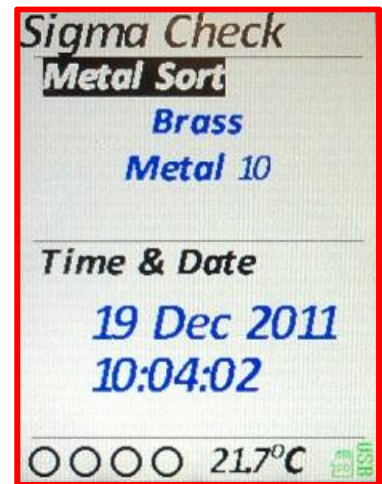 Sigma Check
Metal Sort
Brass
Metal 10
Time & Date
19 Dec 2011
10:04:02
21.7°C
USB